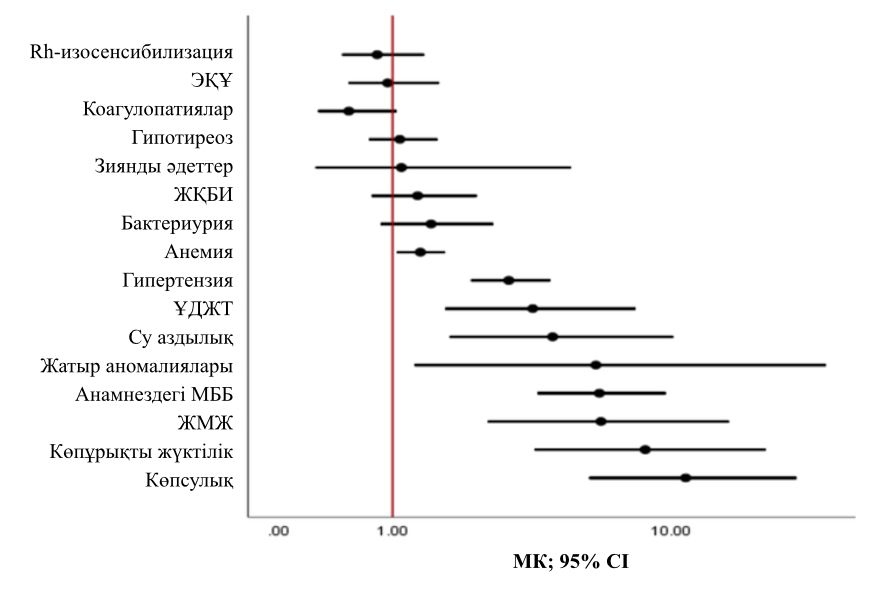 Rh-изосенсибилизация
ЭҚҰ
Коагулопатиялар
Гипотиреоз
Зиянды әдеттер
ЖҚБИ
Бактериурия
Анемия
Гипертензия
ҰДЖТ
Су аздылық
Жатыр аномалиялары
Анамнездегі МББ
ЖМЖ
Көпұрықты жүктілік
Көпсулық
.00 1.00 10.00
МК; 95% CI